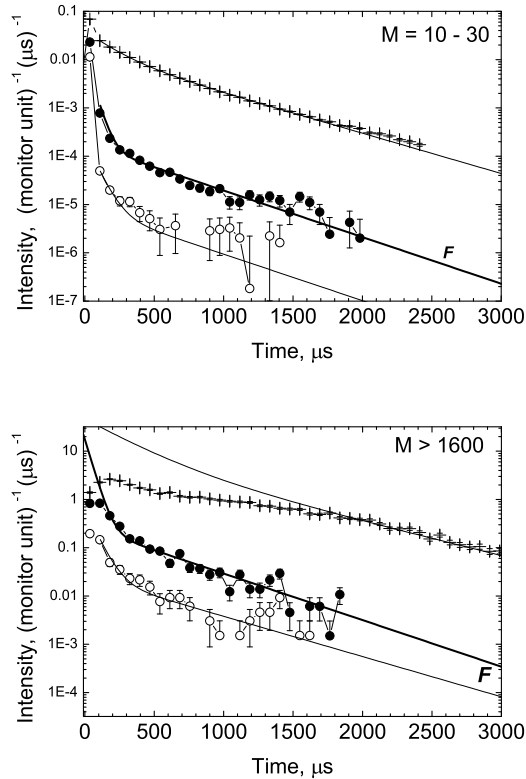 M = 10 - 30
Intensity, (monitor unit) -1 (μs) -1
0.1
0.01
1E-3
1E-4
1E-5
1E-6
1E-7
F
0 500 1000 1500 2000 2500 3000
Time, μs
M > 1600
Intensity, (monitor unit) -1 (μs) -1
10
1
0.1
0.01
1E-3
1E-4
F
0 500 1000 1500 2000 2500 3000
Time, μs